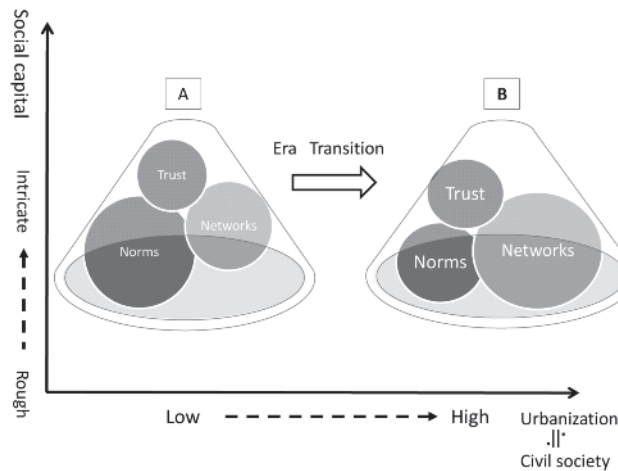 Social capital
Intricate
Rough
A
B
Era Transition
Trust
Norms
Networks
Trust
Norms
Networks
Low
High
Urbanization
Civil society